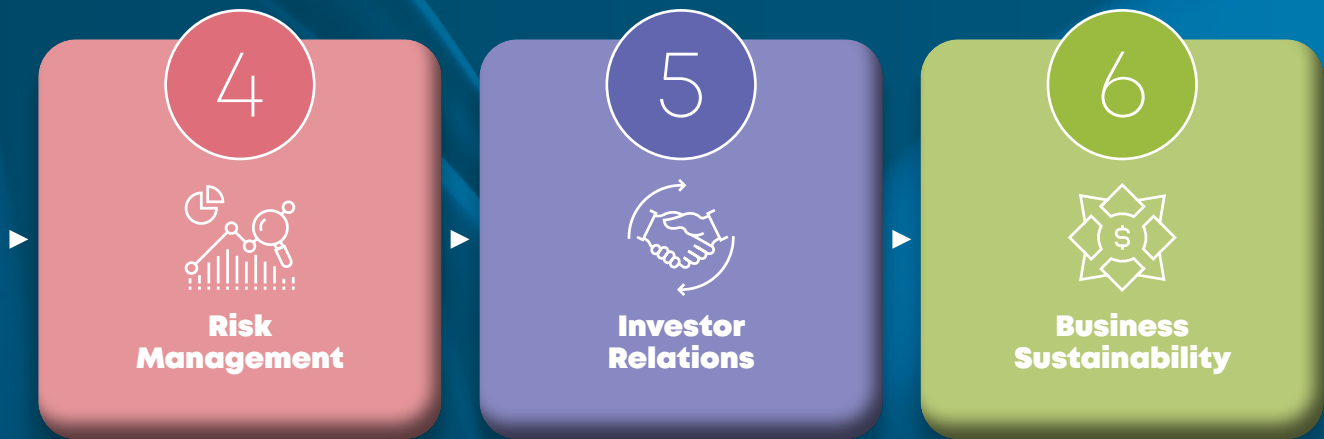 4
Risk
Management
5
Investor
Relations
6
$
Business
Sustainability